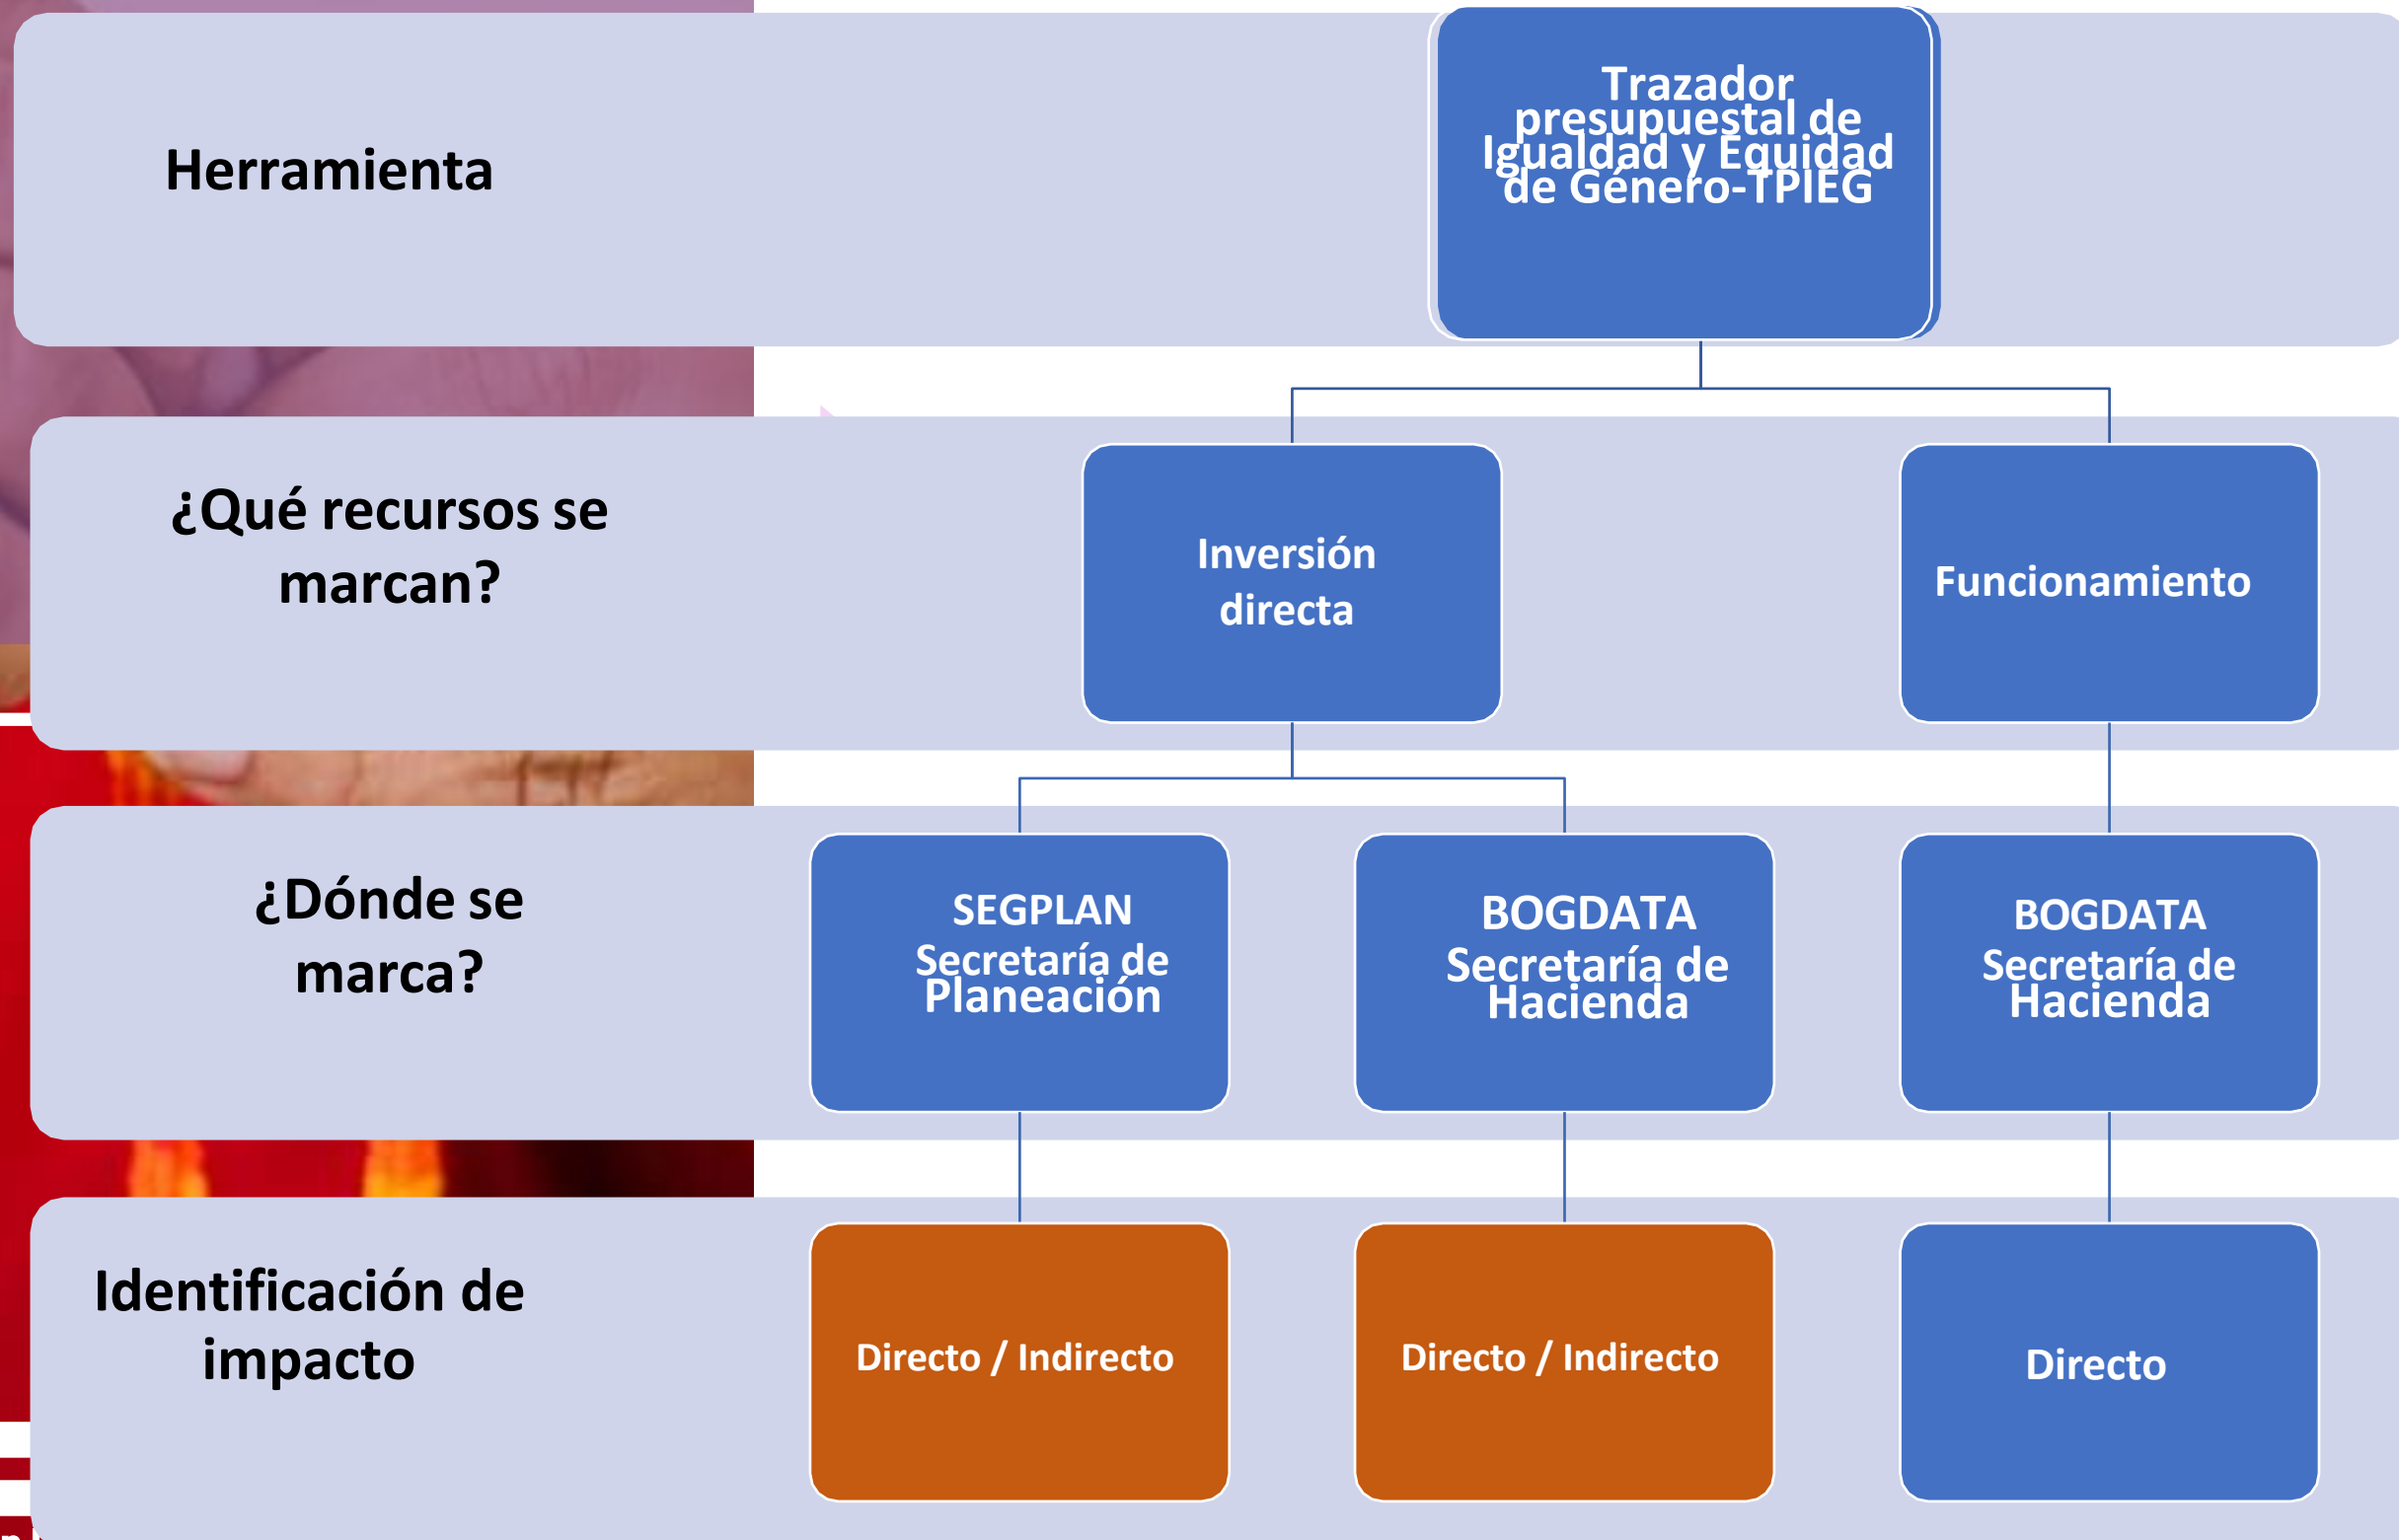 Herramienta
Trazador
presupuestal de
Igualdad y Equidad
de Género-TPIEG
¿Qué recursos se
marcan?
Inversión
directa
Funcionamiento
¿Dónde se
marca?
SEGPLAN
Secretaría de
Planeación
BOGDATA
Secretaría de
Hacienda
BOGDATA
Secretaría de
Hacienda
Identificación de
impacto
Directo / Indirecto
Directo / Indirecto
Directo